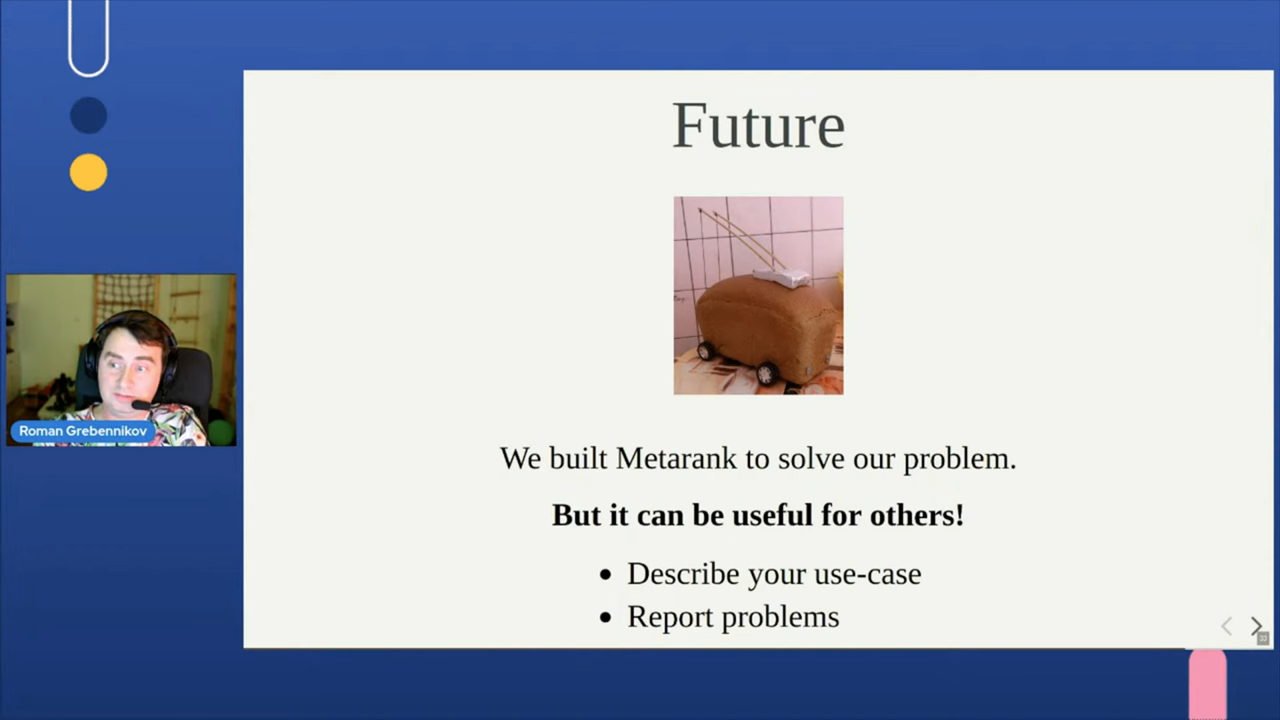 Future
Roman Grebennikov
We built Metarank to solve our problem.
But it can be useful for others!
Describe your use-case
Report problems